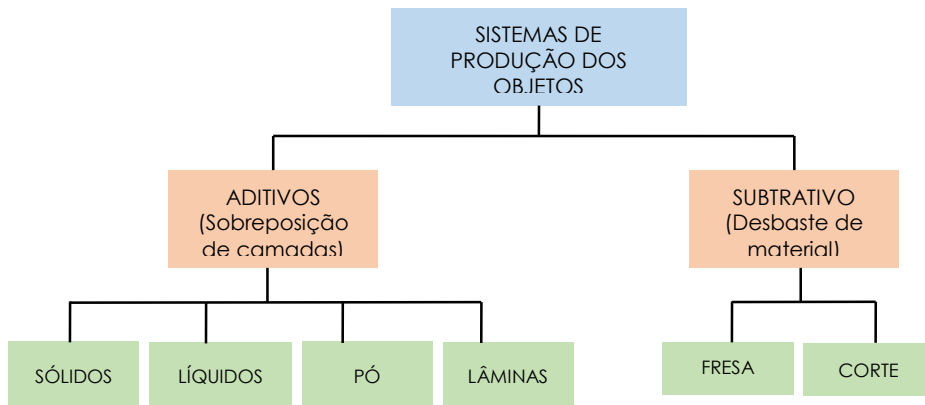 SISTEMAS DE
PRODUÇÃO DOS
OBJETOS
ADITIVOS
(Sobreposição
de camadas)
SUBTRATIVO
(Desbaste de
material)
SÓLIDOS
LÍQUIDOS
PÓ
LÂMINAS
FRESA
CORTE